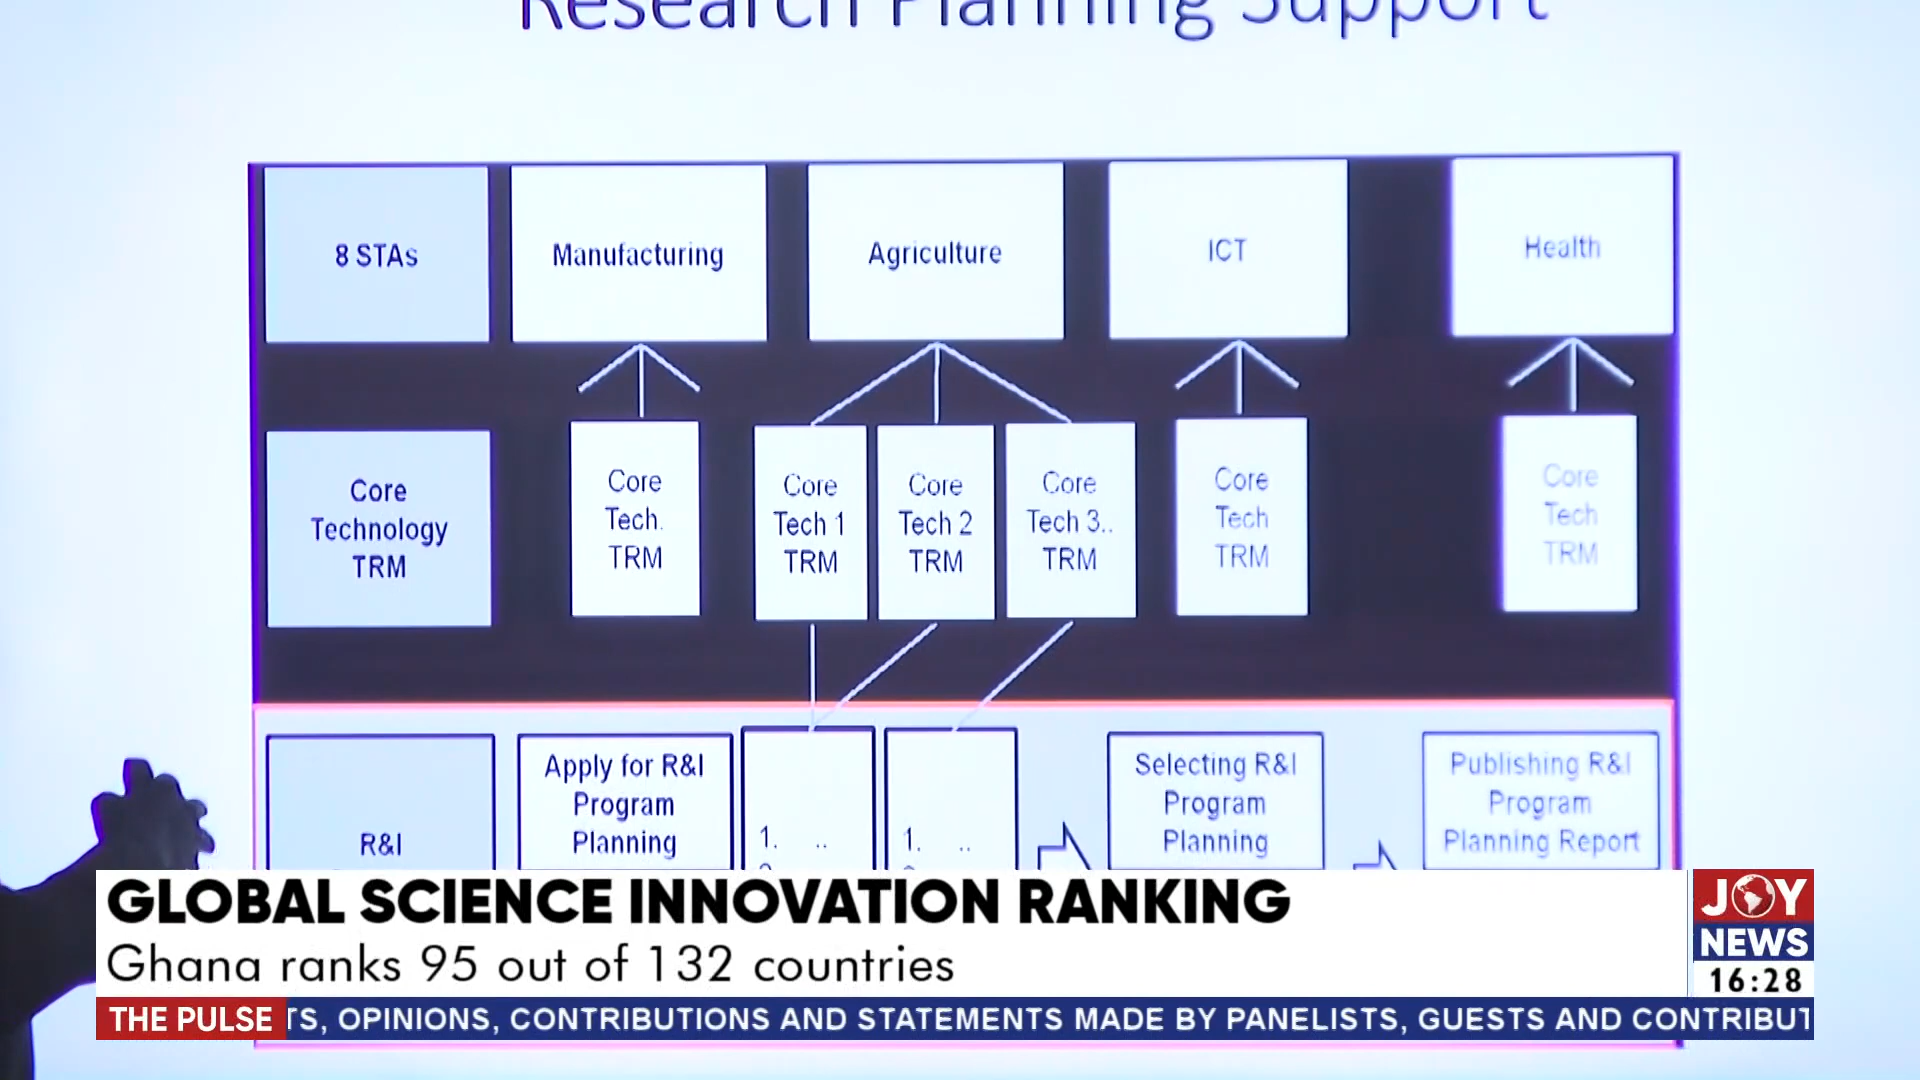 Research Planning Support
8 STAs
Manufacturing
Agriculture
ICT
Health
Core
Technology
TRM
Core
Tech.
TRM
Core
Tech 1
TRM
Core
Tech 2
TRM
Core
Tech 3..
TRM
Core
Tech
TRM
Core
Tech
TRM
R&I
Apply for R&I
Program
Planning
1. ..
1. ..
Selecting R&I
Program
Planning
Publishing R&I
Program
Planning Report
GLOBAL SCIENCE INNOVATION RANKING
Ghana ranks 95 out of 132 countries
JOY
NEWS
16:28
THE PULSE
TS, OPINIONS, CONTRIBUTIONS AND STATEMENTS MADE BY PANELISTS, GUESTS AND CONTRIBUT